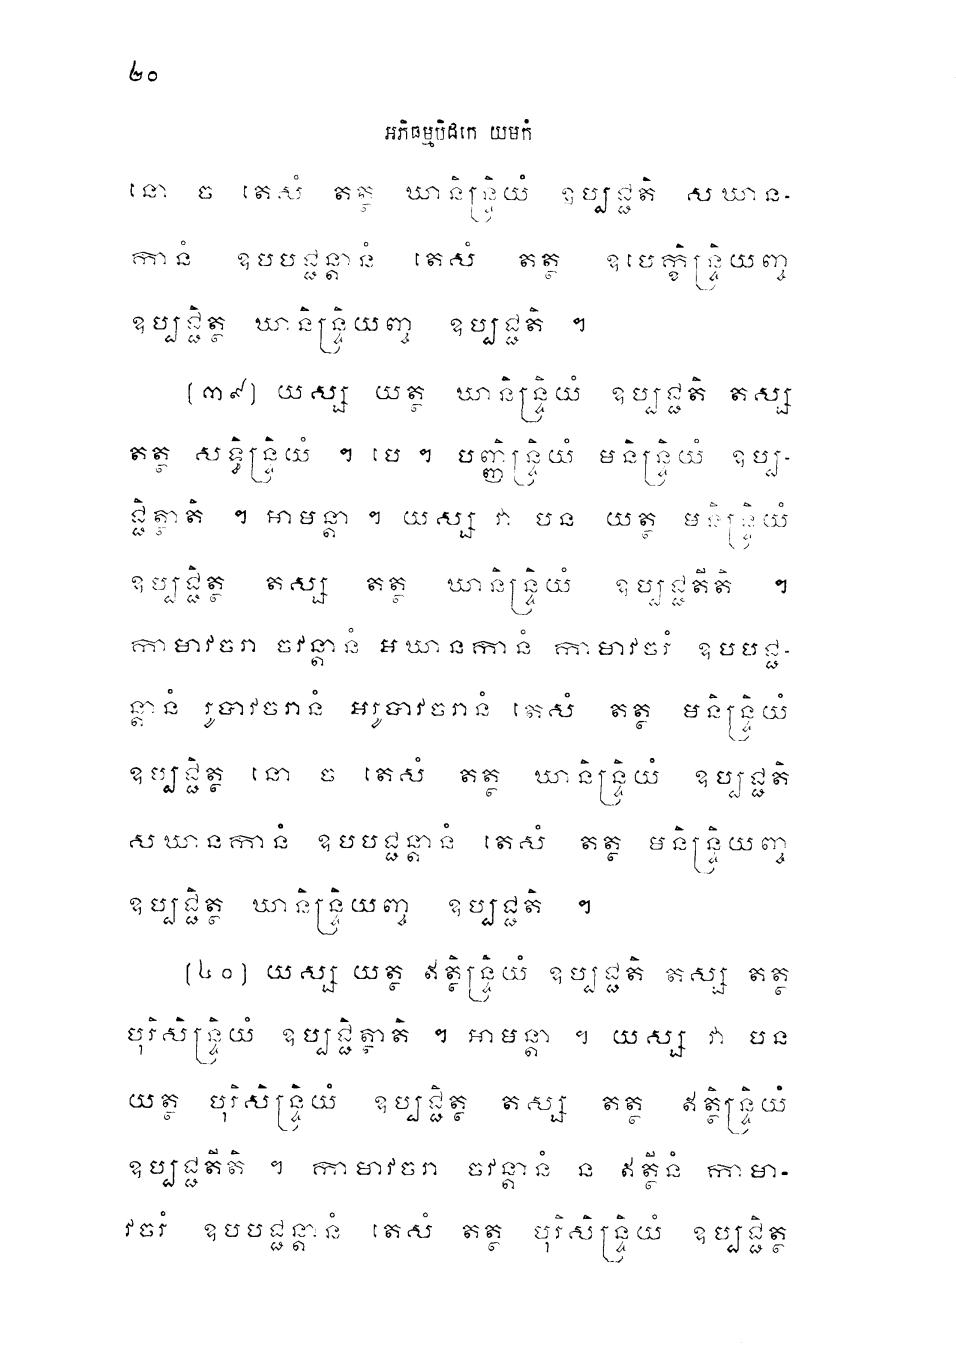 ៤០
អភិធម្មបិដកេ យមកំ
នោ ច តេសំ តត្ថ ឃានិន្ទ្រិយំ ឧប្បជ្ជតិ សឃាន-
កានំ ឧបបជ្ជន្តានំ តេសំ តត្ថ ឧបេក្ខិន្ទ្រិយញ្ច
ឧប្បជ្ជិត្ថ ឃានិន្ទ្រិយញ្ច ឧប្បជ្ជតិ ។
(៣៩) យស្ស យត្ថ ឃានិន្ទ្រិយំ ឧប្បជ្ជតិ តស្ស
តត្ថ សទ្ធិន្ទ្រិយំ ។ បេ ។ បញ្ញិន្ទ្រិយំ មនិន្ទ្រិយំ ឧប្ប-
ជ្ជិត្ថាតិ ។ អាមន្តា ។ យស្ស វា បន យត្ថ មនិន្ទ្រិយំ
ឧប្បជ្ជិត្ថ តស្ស តត្ថ ឃានិន្ទ្រិយំ ឧប្បជ្ជតីតិ ។
កាមាវចរា ចវន្តានំ អឃានកានំ កាមាវចរំ ឧបបជ្ជ-
ន្តានំ រូបាវចរានំ អរូបាវចរានំ តេសំ តត្ថ មនិន្ទ្រិយំ
ឧប្បជ្ជិត្ថ នោ ច តេសំ តត្ថ ឃានិន្ទ្រិយំ ឧប្បជ្ជតិ
សឃានកានំ ឧបបជ្ជន្តានំ តេសំ តត្ថ មនិន្ទ្រិយញ្ច
ឧប្បជ្ជិត្ថ ឃានិន្ទ្រិយញ្ច ឧប្បជ្ជតិ ។
(៤០) យស្ស យត្ថ ឥត្ថិន្ទ្រិយំ ឧប្បជ្ជតិ តស្ស តត្ថ
បុរិសិន្ទ្រិយំ ឧប្បជ្ជិត្ថាតិ ។ អាមន្តា ។ យស្ស វា បន
យត្ថ បុរិសិន្ទ្រិយំ ឧប្បជ្ជិត្ថ តស្ស តត្ថ ឥត្ថិន្ទ្រិយំ
ឧប្បជ្ជតីតិ ។ កាមាវចរា ចវន្តានំ ន ឥត្ថីនំ កាមា-
វចរំ ឧបបជ្ជន្តានំ តេសំ តត្ថ បុរិសិន្ទ្រិយំ ឧប្បជ្ជិត្ថ